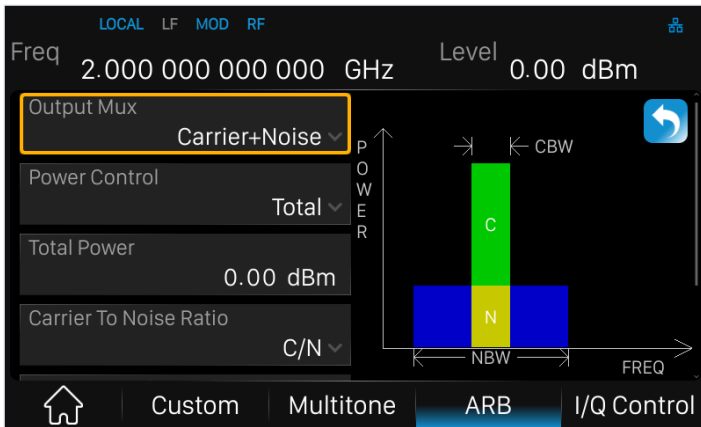 LOCAL LF MOD RF
Freq 2.000 000 000 000 GHz Level 0.00 dBm
Output Mux
Carrier+Noise
Power Control
Total
Total Power
0.00 dBm
Carrier To Noise Ratio
C/N
POWER
CBW
C
N
NBW
FREQ
Custom Multitone ARB I/Q Control